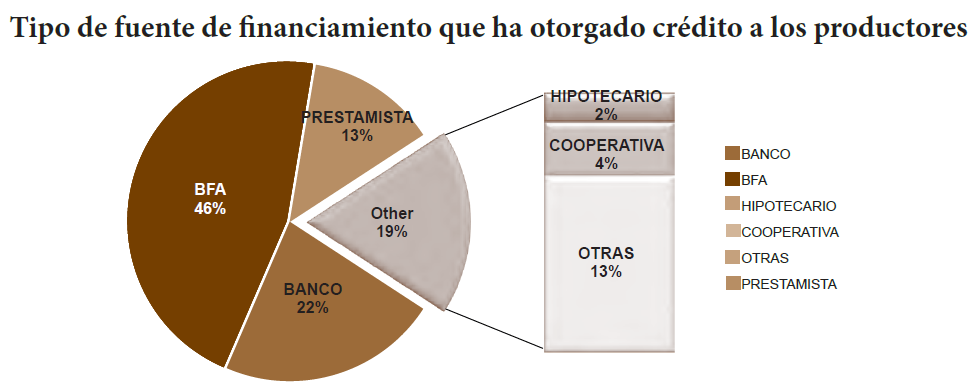 Tipo de fuente de financiamiento que ha otorgado crédito a los productores
PRESTAMISTA
13%
BFA
46%
Other
19%
BANCO
22%
HIPOTECARIO
2%
COOPERATIVA
4%
OTRAS
13%
BANCO
BFA
HIPOTECARIO
COOPERATIVA
OTRAS
PRESTAMISTA